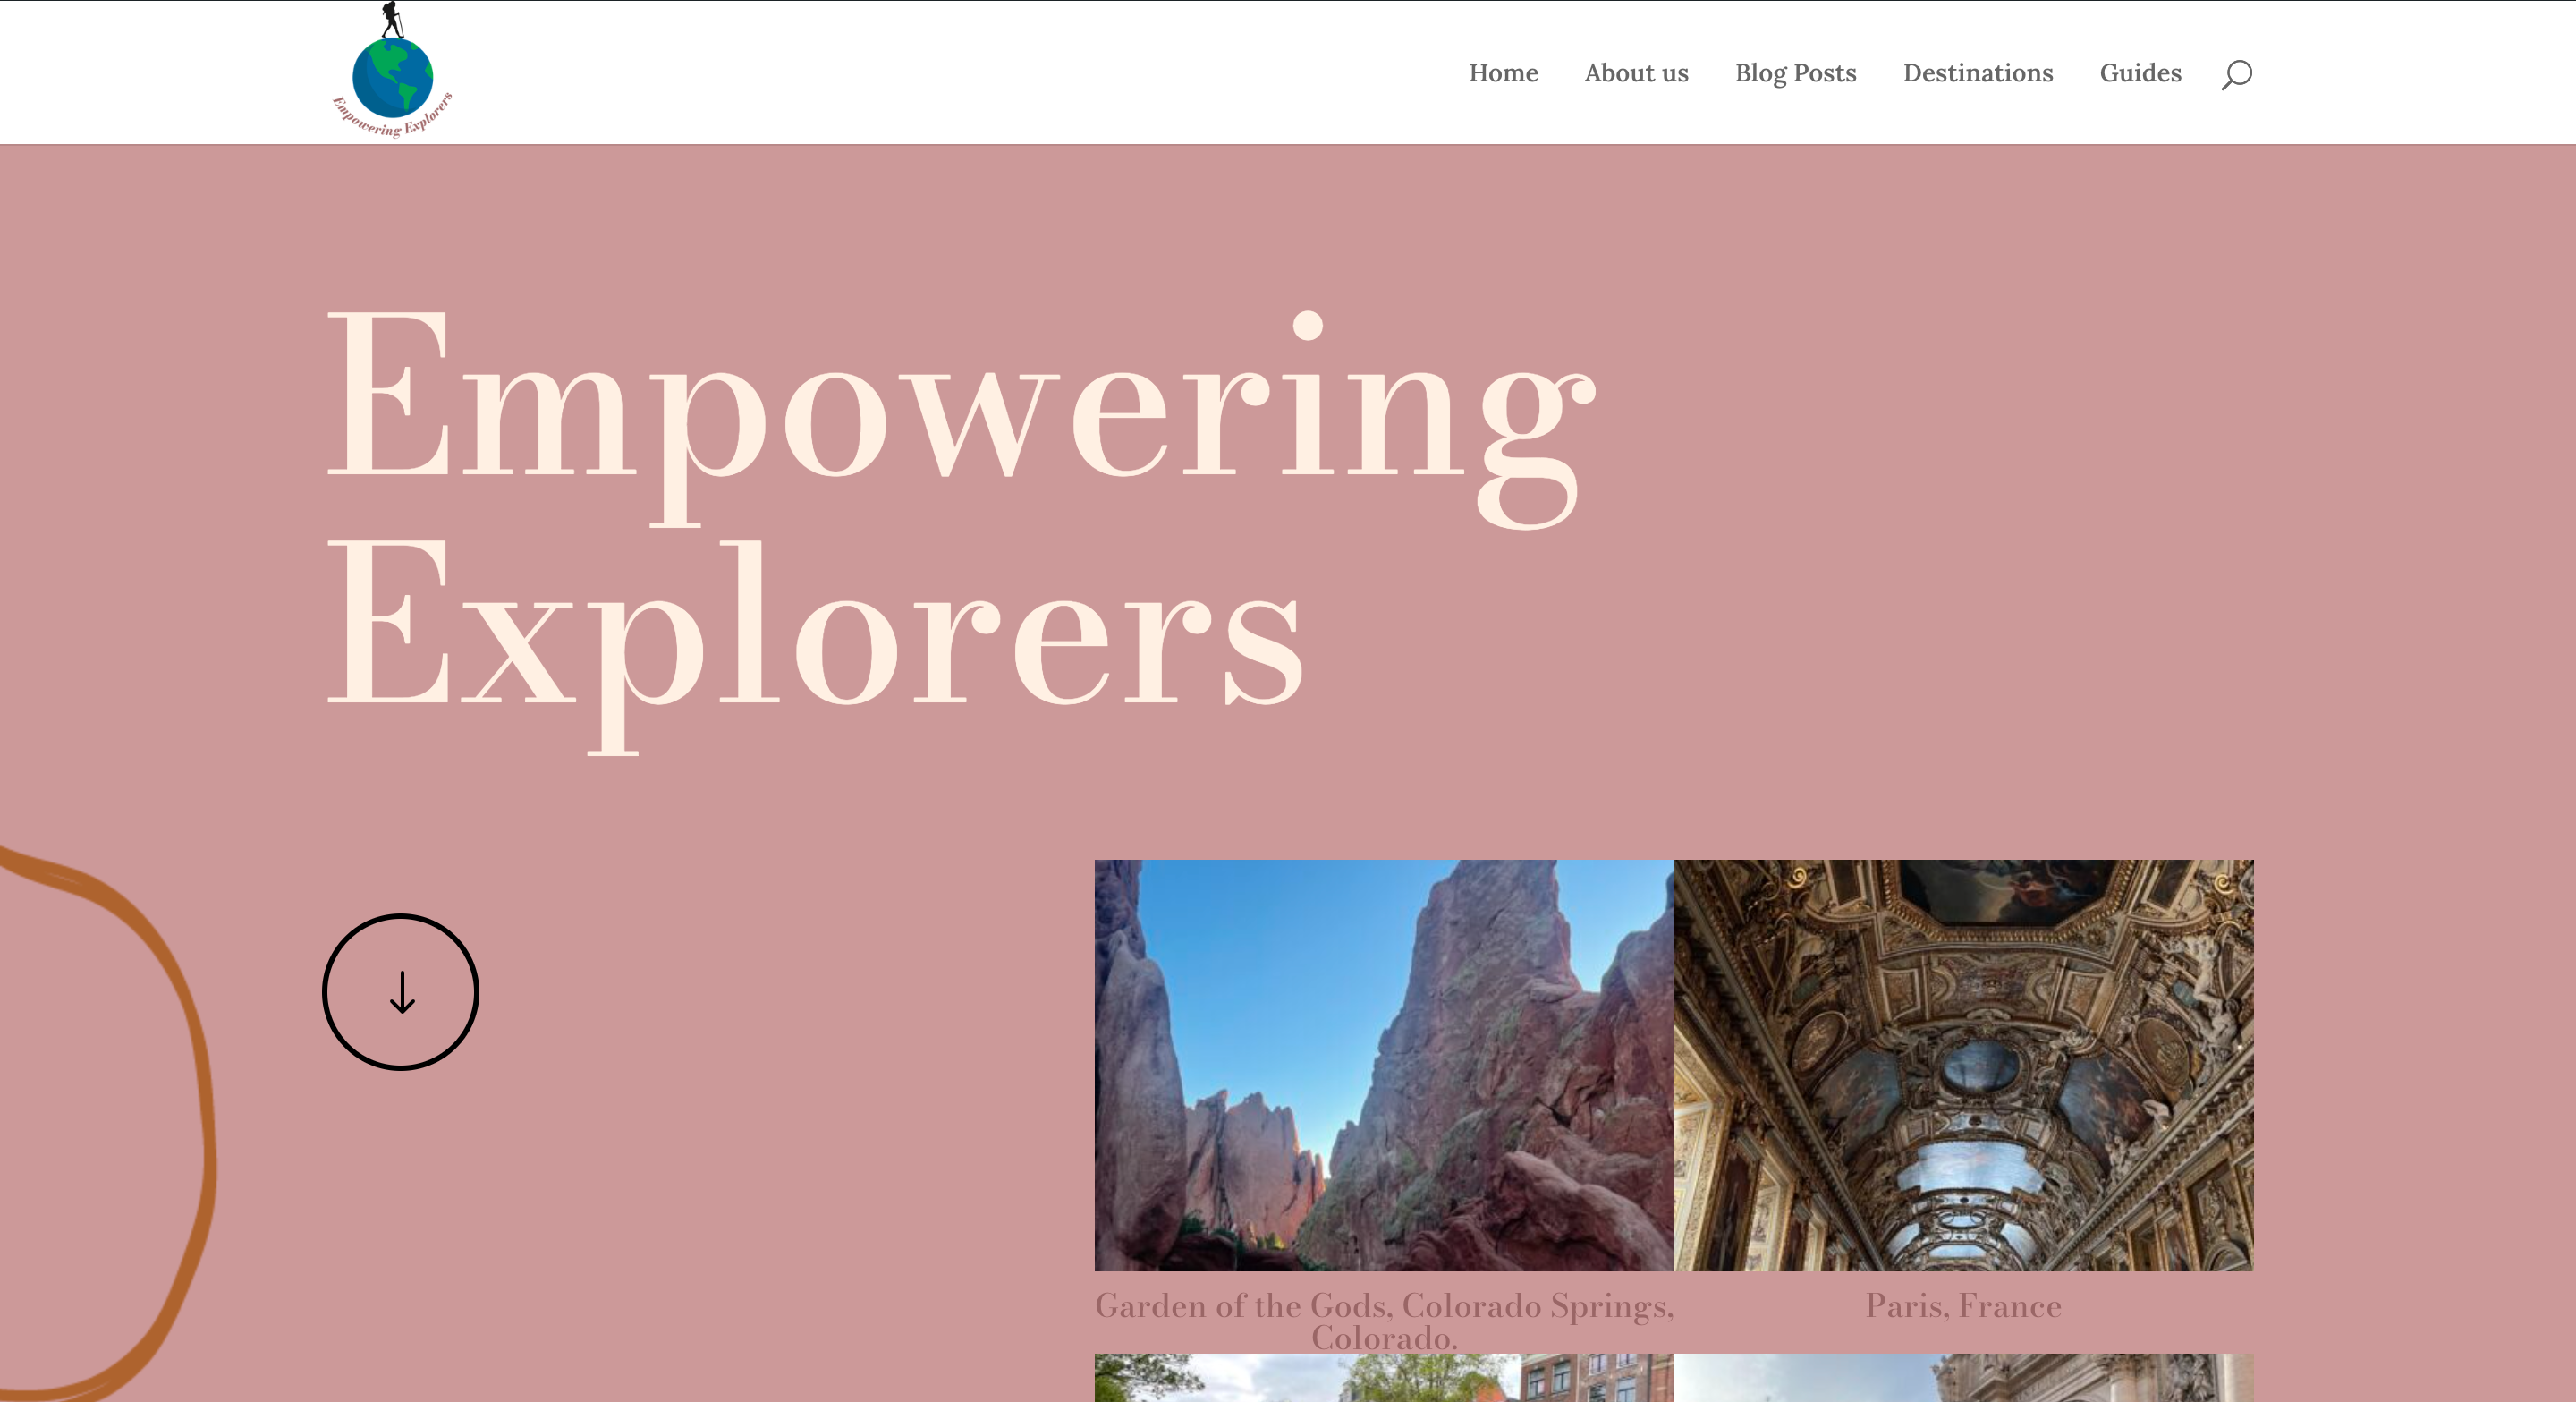 Empowering Explorers
Home
About us
Blog Posts
Destinations
Guides
Empowering
Explorers
Garden of the Gods, Colorado Springs,
Colorado.
Paris, France